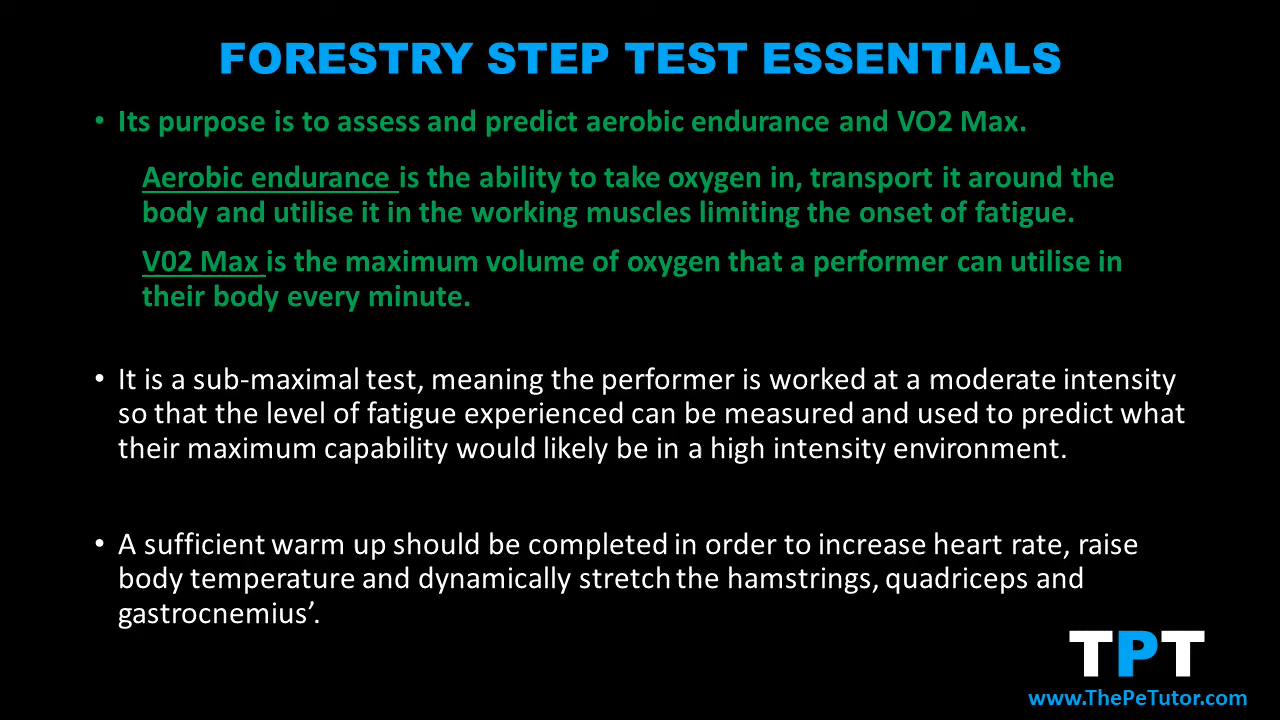 FORESTRY STEP TEST ESSENTIALS
• Its purpose is to assess and predict aerobic endurance and VO2 Max.
Aerobic endurance is the ability to take oxygen in, transport it around the
body and utilise it in the working muscles limiting the onset of fatigue.
V02 Max is the maximum volume of oxygen that a performer can utilise in
their body every minute.
• It is a sub-maximal test, meaning the performer is worked at a moderate intensity
so that the level of fatigue experienced can be measured and used to predict what
their maximum capability would likely be in a high intensity environment.
• A sufficient warm up should be completed in order to increase heart rate, raise
body temperature and dynamically stretch the hamstrings, quadriceps and
gastrocnemius’.
TPT
www.ThePeTutor.com